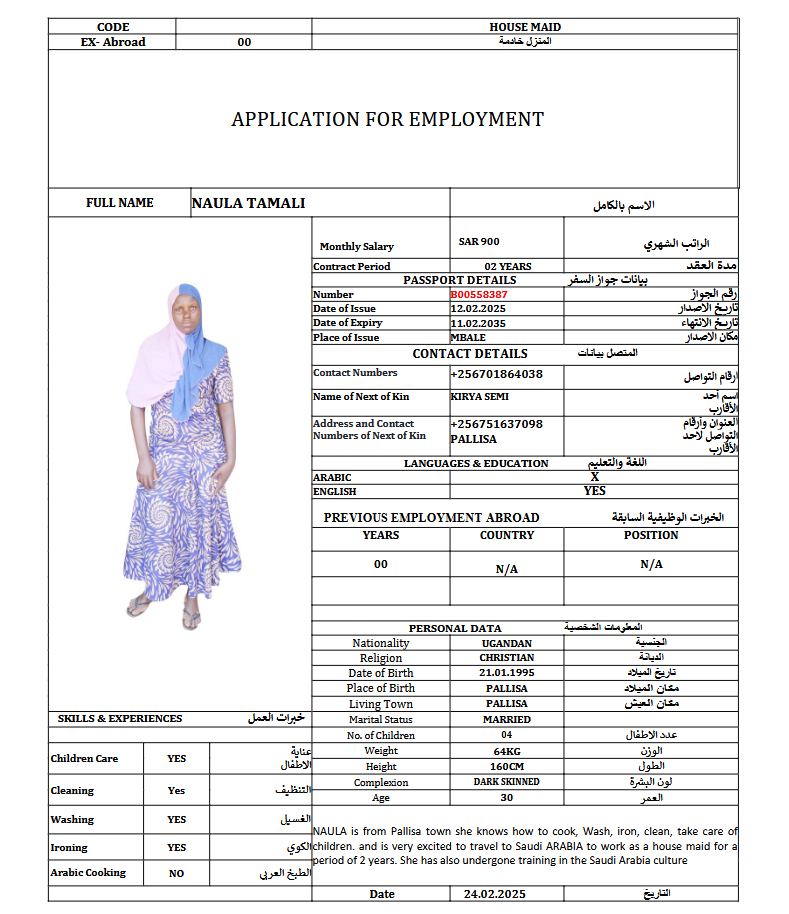 CODE HOUSE MAID
EX- Abroad 00 المنزل خادمة
APPLICATION FOR EMPLOYMENT
FULL NAME NAULA TAMALI الاسم بالكامل
Monthly Salary SAR 900 الراتب الشهري
Contract Period 02 YEARS مدة العقد
PASSPORT DETAILS بيانات جواز السفر
Number B00558387 رقم الجواز
Date of Issue 12.02.2025 تاريخ الاصدار
Date of Expiry 11.02.2035 تاريخ الانتهاء
Place of Issue MBALE مكان الاصدار
CONTACT DETAILS المتصل بيانات
Contact Numbers +256701864038 ارقام التواصل
Name of Next of Kin KIRYA SEMI اسم أحد
الأقارب
Address and Contact +256751637098 العنوان وأرقام
Numbers of Next of Kin PALLISA التواصل لاحد
الأقارب
LANGUAGES & EDUCATION اللغة والتعليم
ARABIC X
ENGLISH YES
PREVIOUS EMPLOYMENT ABROAD الخبرات الوظيفية السابقة
YEARS COUNTRY POSITION
00 N/A N/A
PERSONAL DATA المعلومات الشخصية
Nationality UGANDAN الجنسية
Religion CHRISTIAN الديانة
Date of Birth 21.01.1995 تاريخ الميلاد
Place of Birth PALLISA مكان الميلاد
Living Town PALLISA مكان العيش
Marital Status MARRIED
No. of Children 04 عدد الاطفال
Weight 64KG الوزن
Height 160CM الطول
Complexion DARK SKINNED لون البشرة
Age 30 العمر
SKILLS & EXPERIENCES خبرات العمل
Children Care YES عناية
الاطفال
Cleaning Yes التنظيف
Washing YES الغسيل
Ironing YES الكوي
Arabic Cooking NO الطبخ العربي
NAULA is from Pallisa town she knows how to cook, Wash, iron, clean, take care of
children. and is very excited to travel to Saudi ARABIA to work as a house maid for a
period of 2 years. She has also undergone training in the Saudi Arabia culture
Date 24.02.2025 التاريخ